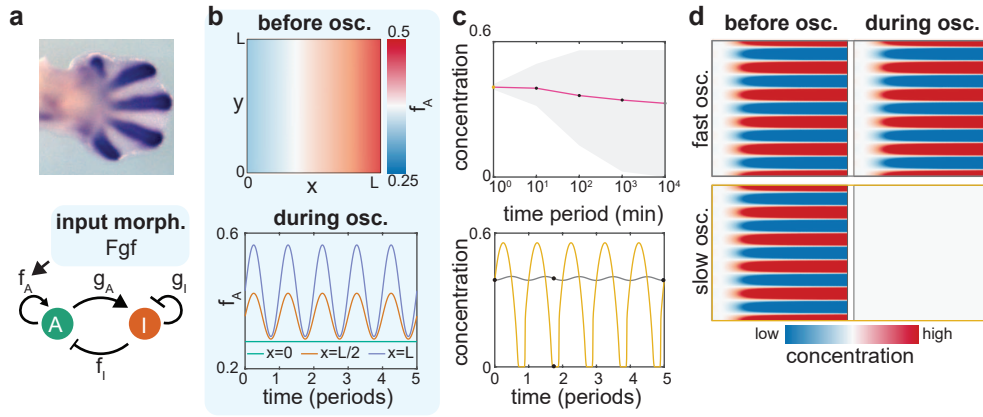 a
input morph.
Fgf
f_A
g_A
g_I
A
I
f_I
b
before osc.
L
y
0
0
x
L
0.5
f_A
0.25
during osc.
0.6
f_A
0.2
x=0
x=L/2
x=L
0 1 2 3 4 5
time (periods)
c
0.6
concentration
0
10^0 10^1 10^2 10^3 10^4
time period (min)
0.6
concentration
0
0 1 2 3 4 5
time (periods)
d
before osc.
during osc.
fast osc.
slow osc.
low
high
concentration